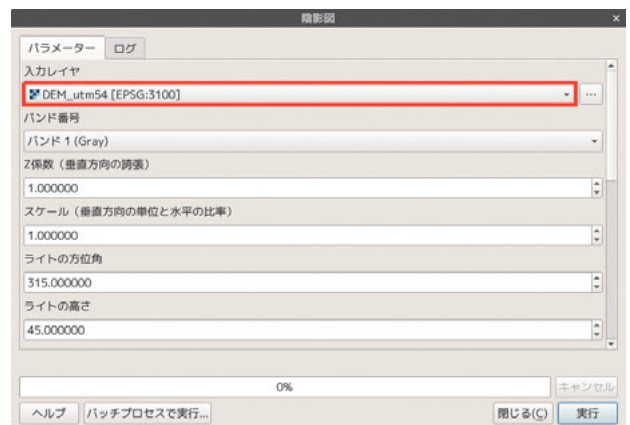 陰影図 ×
パラメーター ログ
入力レイヤ
DEM_utm54 [EPSG:3100] ...
バンド番号
バンド 1 (Gray)
Z係数（垂直方向の誇張）
1.000000
スケール（垂直方向の単位と水平の比率）
1.000000
ライトの方位角
315.000000
ライトの高さ
45.000000
0% キャンセル
ヘルプ バッチプロセスで実行... 閉じる(C) 実行